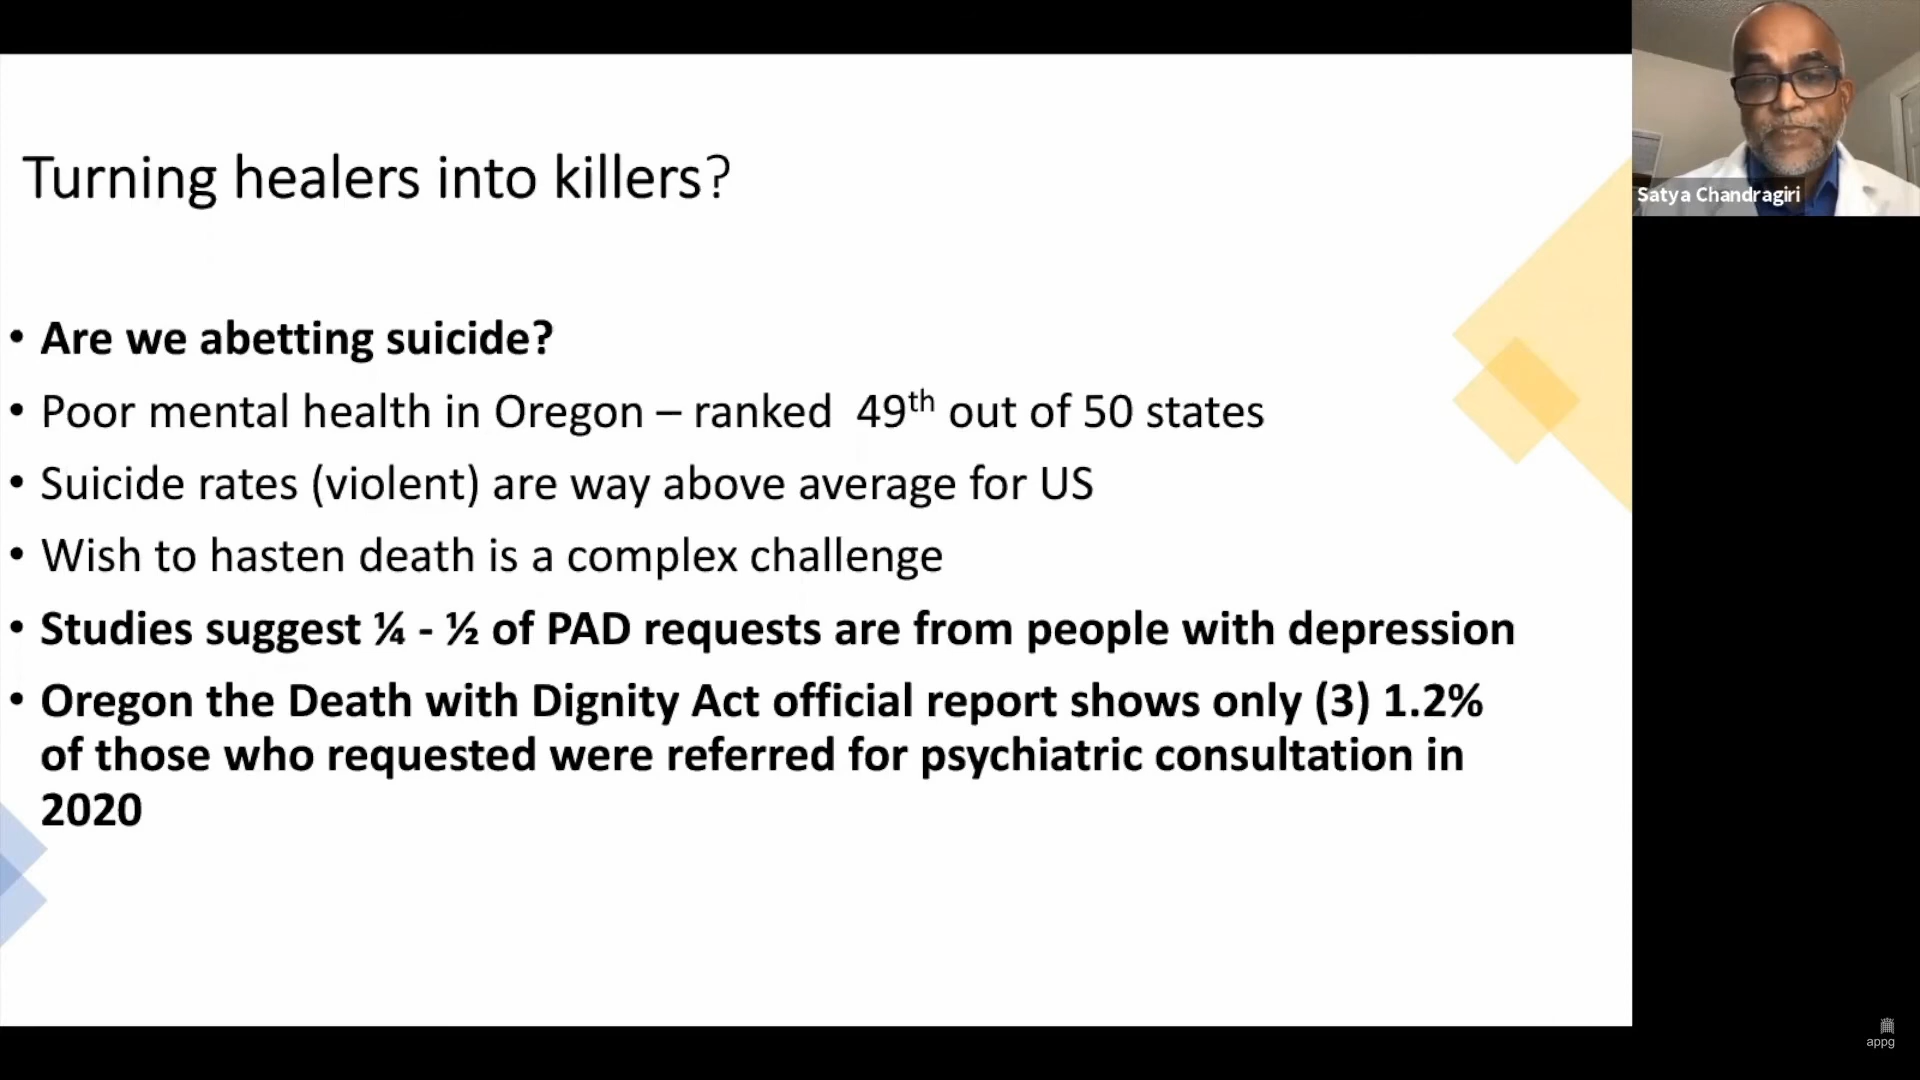 Turning healers into killers?
• Are we abetting suicide?
• Poor mental health in Oregon – ranked 49th out of 50 states
• Suicide rates (violent) are way above average for US
• Wish to hasten death is a complex challenge
• Studies suggest ¼ - ½ of PAD requests are from people with depression
• Oregon the Death with Dignity Act official report shows only (3) 1.2%
of those who requested were referred for psychiatric consultation in
2020
Satya Chandragiri
appg